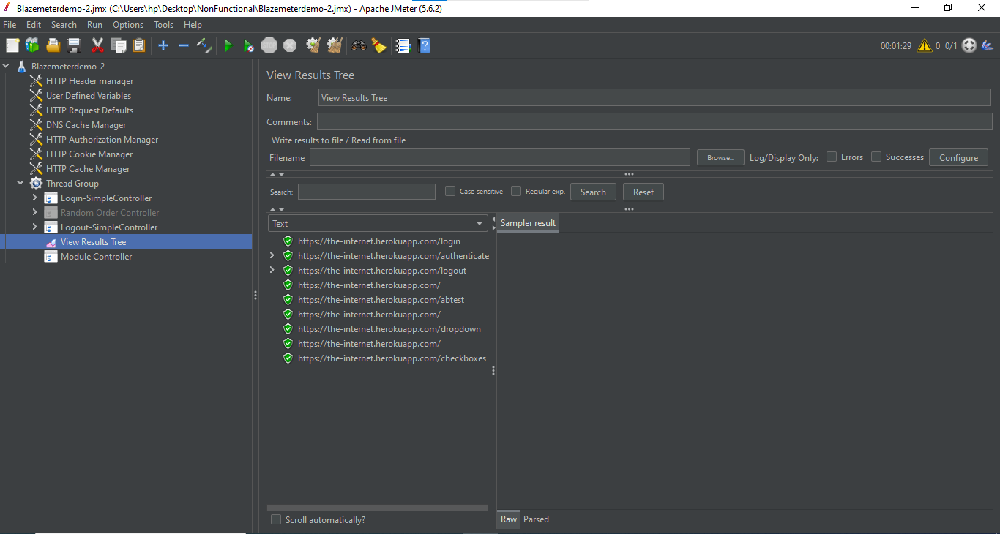 Blazemeterdemo-2.jmx (C:\Users\hp\Desktop\NonFunctional\Blazemeterdemo-2.jmx) - Apache JMeter (5.6.2)
File Edit Search Run Options Tools Help
STOP 00:01:29 0 0/1
Blazemeterdemo-2
HTTP Header manager
User Defined Variables
HTTP Request Defaults
DNS Cache Manager
HTTP Authorization Manager
HTTP Cookie Manager
HTTP Cache Manager
Thread Group
Login-SimpleController
Random Order Controller
Logout-SimpleController
View Results Tree
Module Controller
View Results Tree
Name: View Results Tree
Comments:
Write results to file / Read from file
Filename Browse... Log/Display Only: Errors Successes Configure
Search: Case sensitive Regular exp. Search Reset
Text
https://the-internet.herokuapp.com/login
https://the-internet.herokuapp.com/authenticate
https://the-internet.herokuapp.com/logout
https://the-internet.herokuapp.com/
https://the-internet.herokuapp.com/abtest
https://the-internet.herokuapp.com/
https://the-internet.herokuapp.com/dropdown
https://the-internet.herokuapp.com/
https://the-internet.herokuapp.com/checkboxes
Scroll automatically?
Sampler result
Raw Parsed